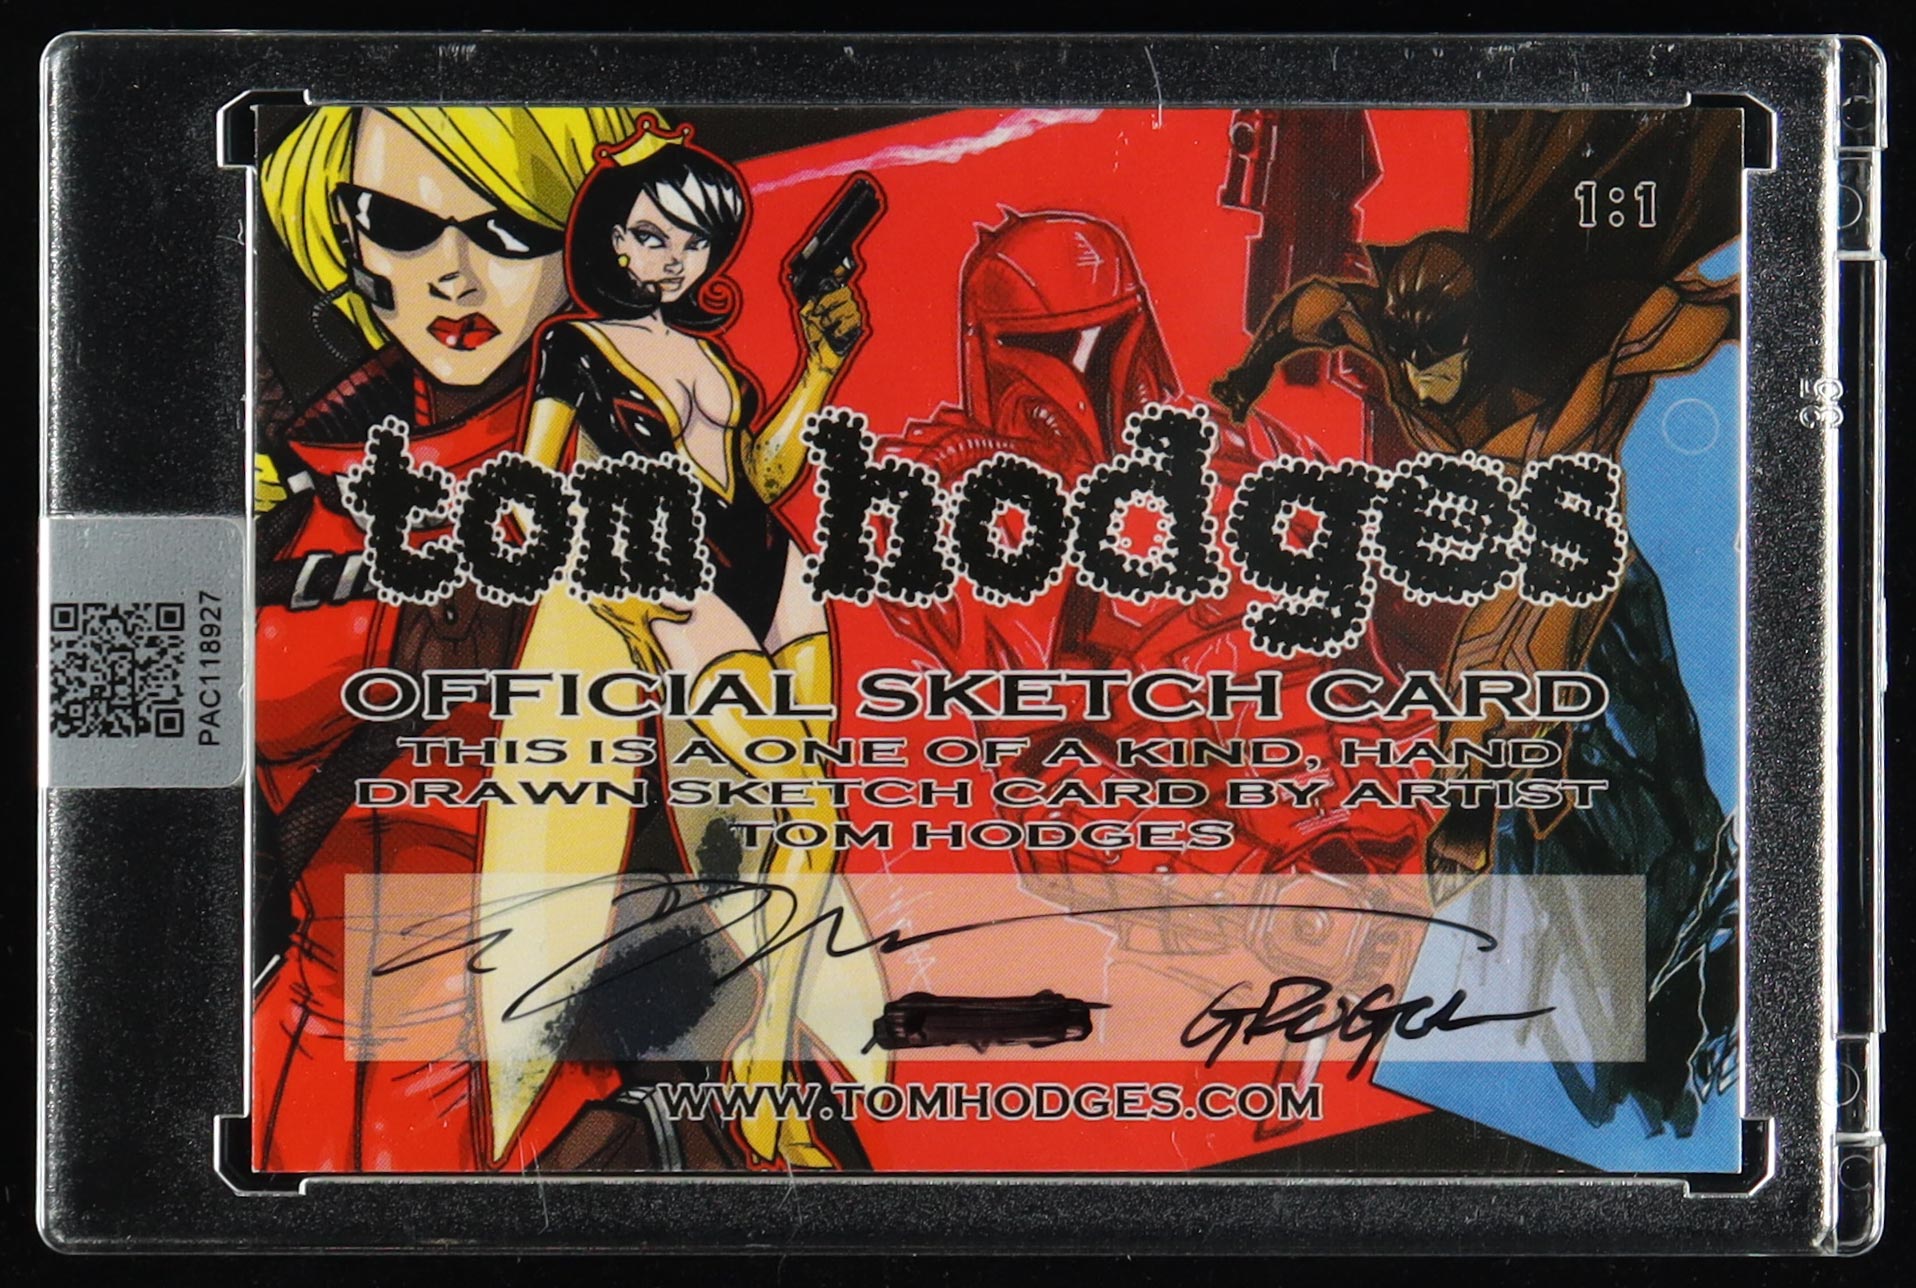 1:1
35
tom hodges
OFFICIAL SKETCH CARD
THIS IS A ONE OF A KIND, HAND
DRAWN SKETCH CARD BY ARTIST
TOM HODGES
GROGU
WWW.TOMHODGES.COM
PAC118927